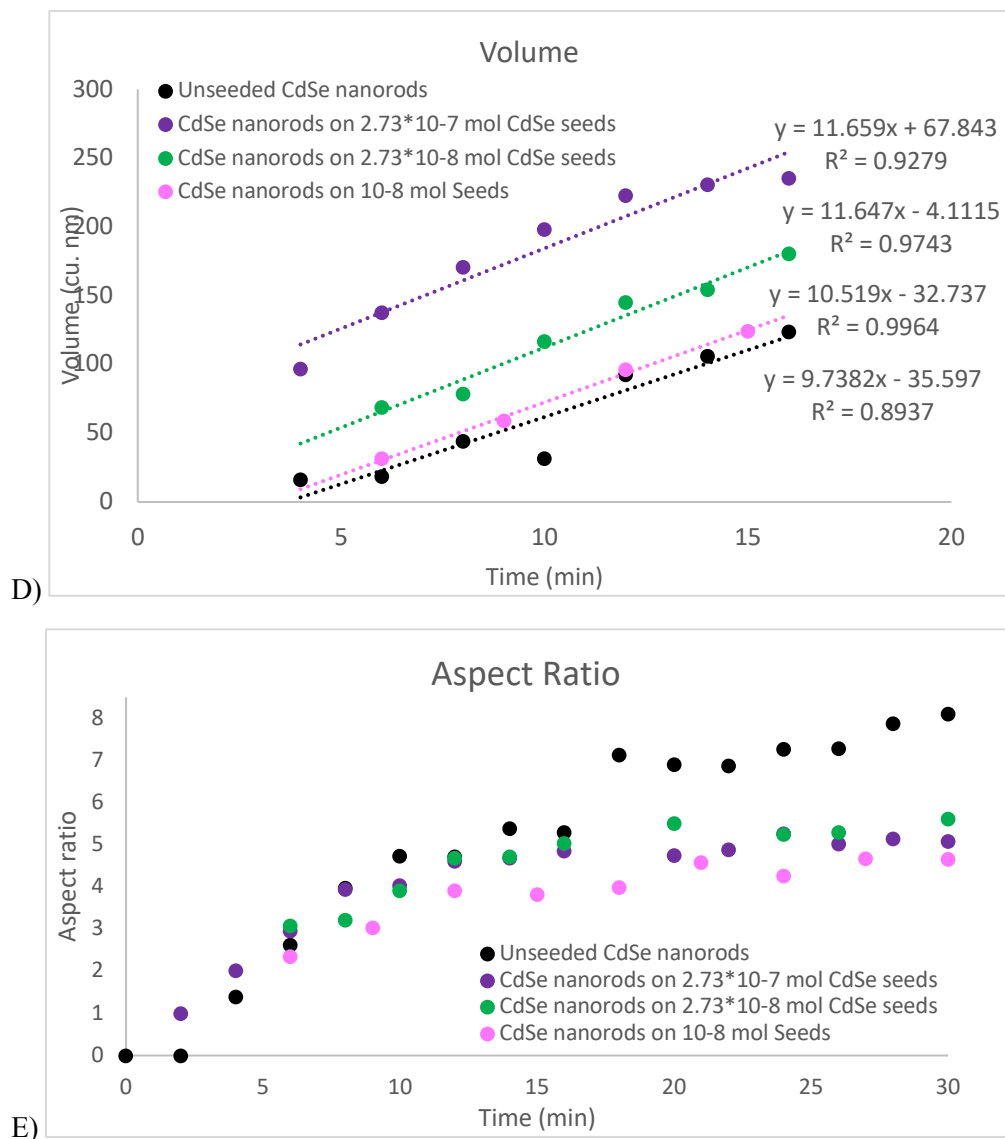 Volume
300
250
200
150
100
50
0
Volume (cu. nm)
Unseeded CdSe nanorods
CdSe nanorods on 2.73*10-7 mol CdSe seeds
CdSe nanorods on 2.73*10-8 mol CdSe seeds
CdSe nanorods on 10-8 mol Seeds
y = 11.659x + 67.843
R² = 0.9279
y = 11.647x - 4.1115
R² = 0.9743
y = 10.519x - 32.737
R² = 0.9964
y = 9.7382x - 35.597
R² = 0.8937
0 5 10 15 20
Time (min)
D)
Aspect Ratio
8
7
6
5
4
3
2
1
0
Aspect ratio
Unseeded CdSe nanorods
CdSe nanorods on 2.73*10-7 mol CdSe seeds
CdSe nanorods on 2.73*10-8 mol CdSe seeds
CdSe nanorods on 10-8 mol Seeds
0 5 10 15 20 25 30
Time (min)
E)